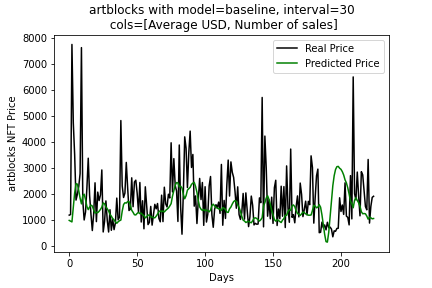 artblocks with model=baseline, interval=30
cols=[Average USD, Number of sales]
8000
7000
6000
5000
4000
3000
2000
1000
0
artblocks NFT Price
Real Price
Predicted Price
0
50
100
150
200
Days